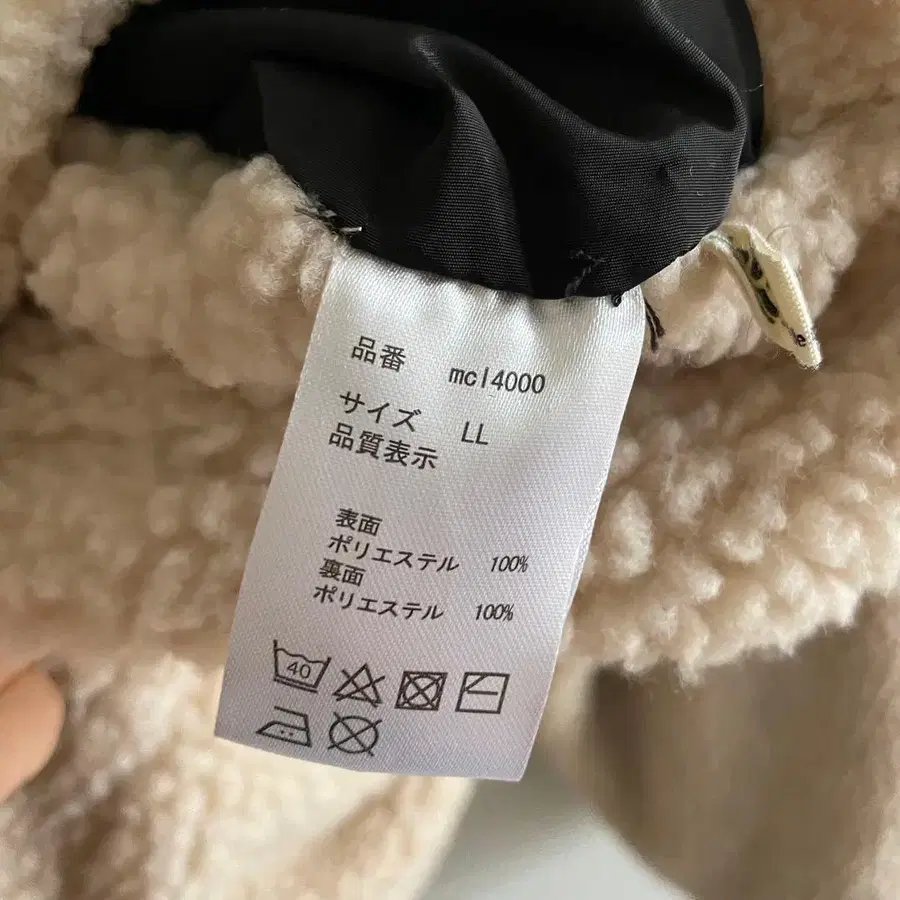 品番 mcl4000
サイズ LL
品質表示
表面
ポリエステル 100%
裏面
ポリエステル 100%
40